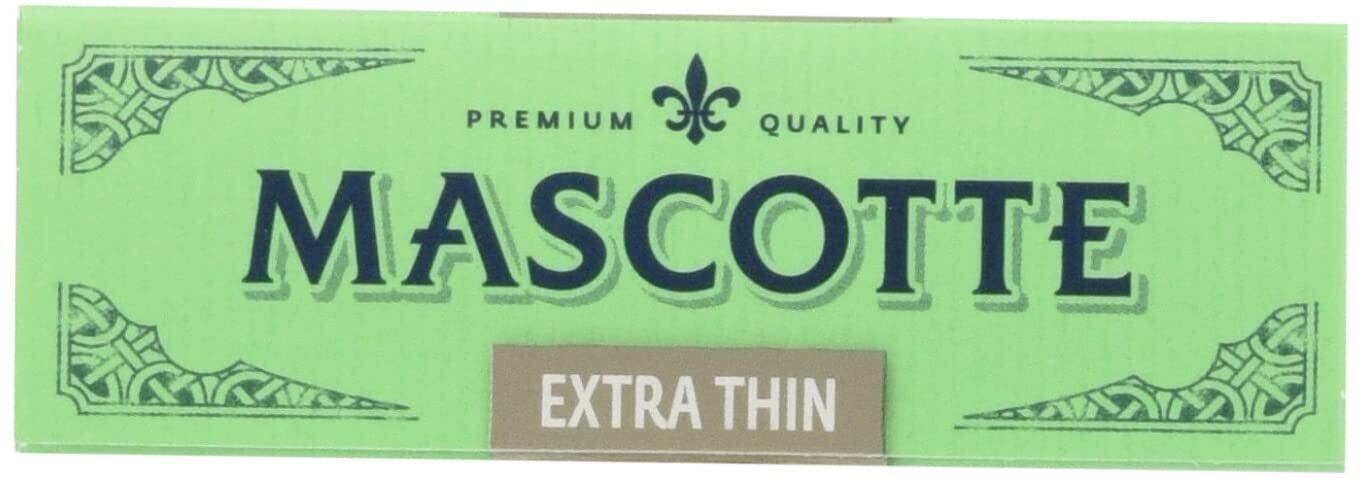 PREMIUM QUALITY
MASCOTTE
EXTRA THIN